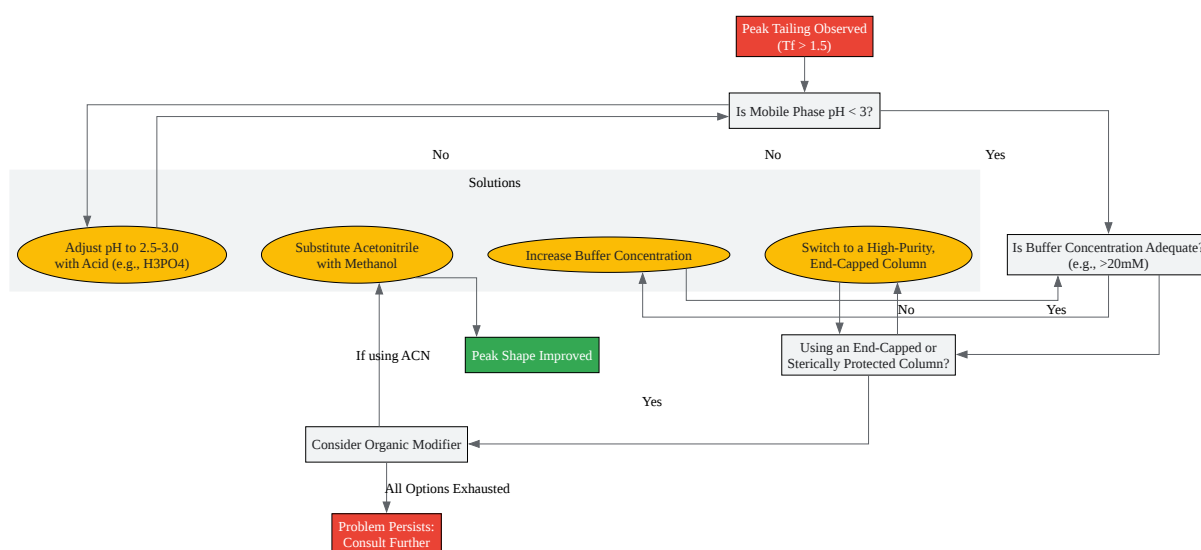 Peak Tailing Observed
(Tf > 1.5)
Is Mobile Phase pH < 3?
No
No
Yes
Solutions
Adjust pH to 2.5-3.0
with Acid (e.g., H3PO4)
Substitute Acetonitrile
with Methanol
Increase Buffer Concentration
Switch to a High-Purity,
End-Capped Column
Is Buffer Concentration Adequate?
(e.g., >20mM)
No
Yes
If using ACN
Peak Shape Improved
Using an End-Capped or
Sterically Protected Column?
Yes
Consider Organic Modifier
All Options Exhausted
Problem Persists:
Consult Further